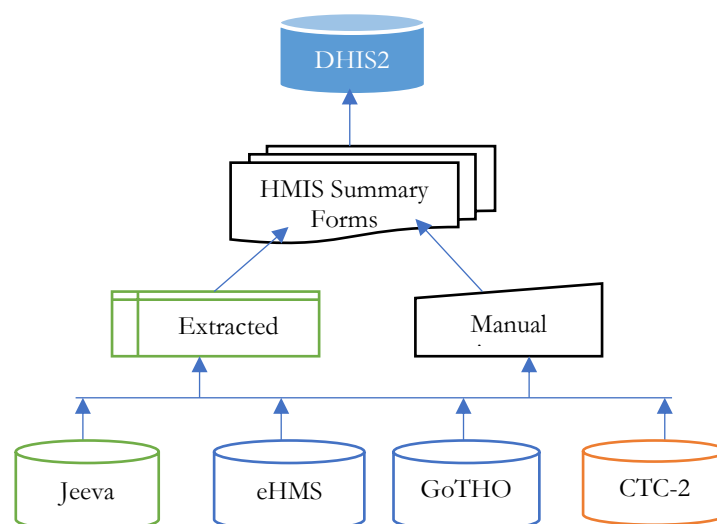 DHIS2
HMIS Summary
Forms
Extracted
Manual
Jeeva
eHMS
GoTHO
CTC-2